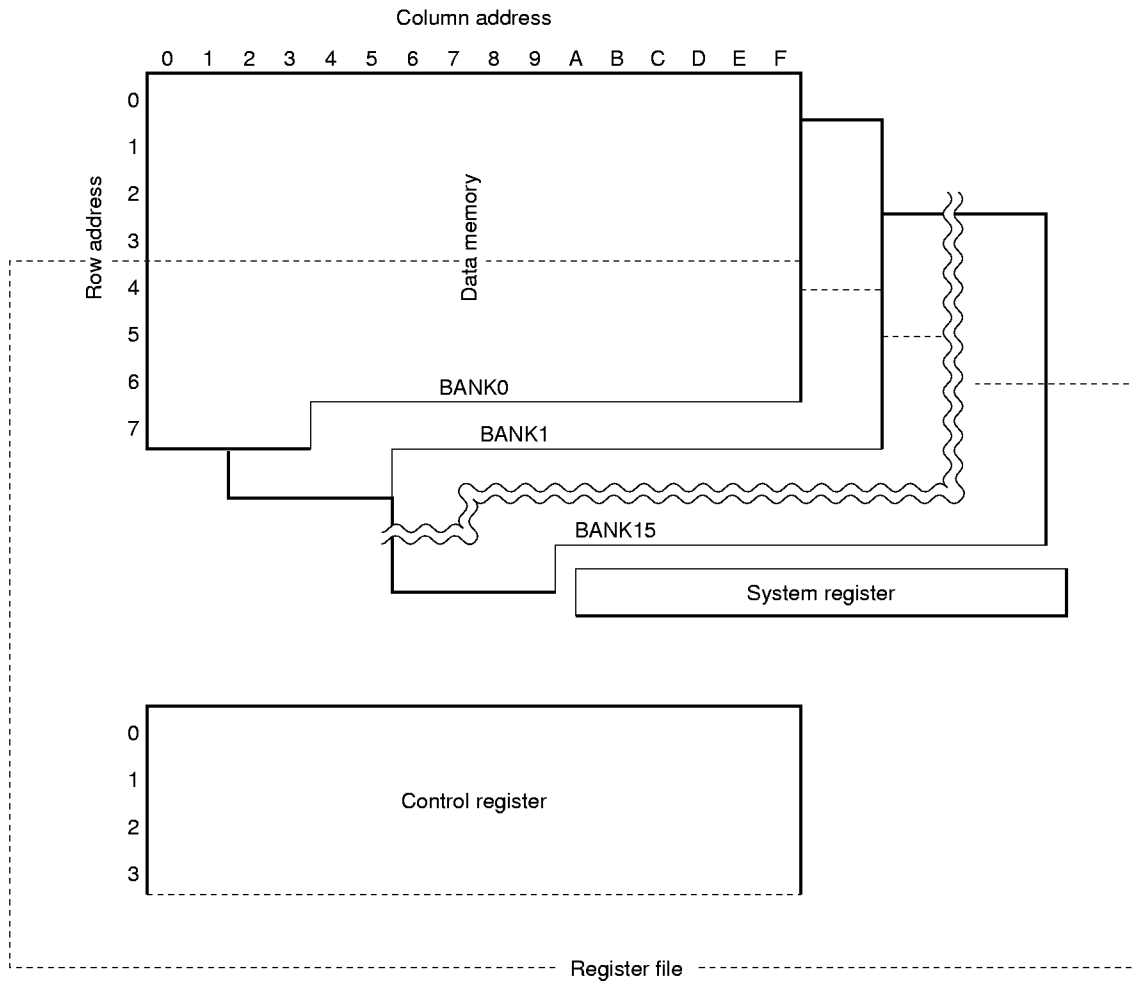 Column address
0 1 2 3 4 5 6 7 8 9 A B C D E F
0
1
2
3
4
5
6
7
Row address
Data memory
BANK0
BANK1
BANK15
System register
0
1
2
3
Control register
Register file